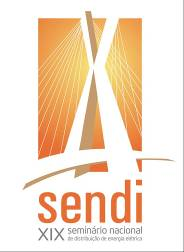 sendi
XIX seminário nacional
de distribuição de energia elétrica